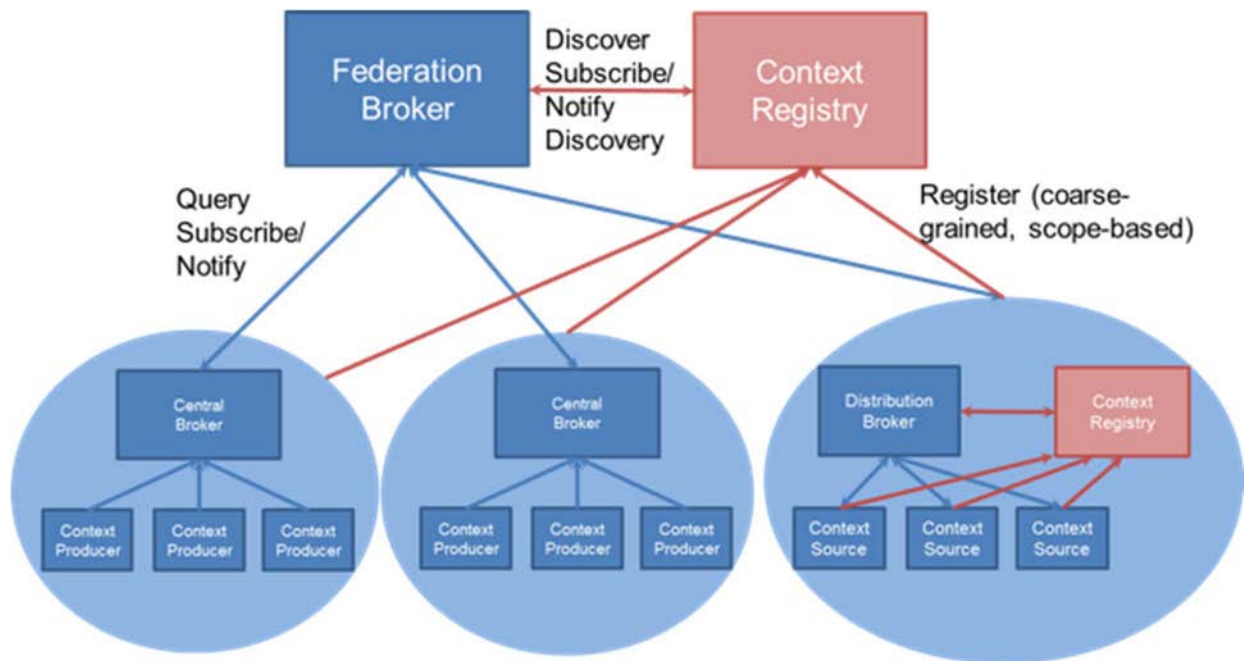 Federation
Broker
Discover
Subscribe/
Notify
Discovery
Context
Registry
Query
Subscribe/
Notify
Register (coarse-
grained, scope-based)
Central
Broker
Context
Producer
Context
Producer
Context
Producer
Central
Broker
Context
Producer
Context
Producer
Context
Producer
Distribution
Broker
Context
Registry
Context
Source
Context
Source
Context
Source